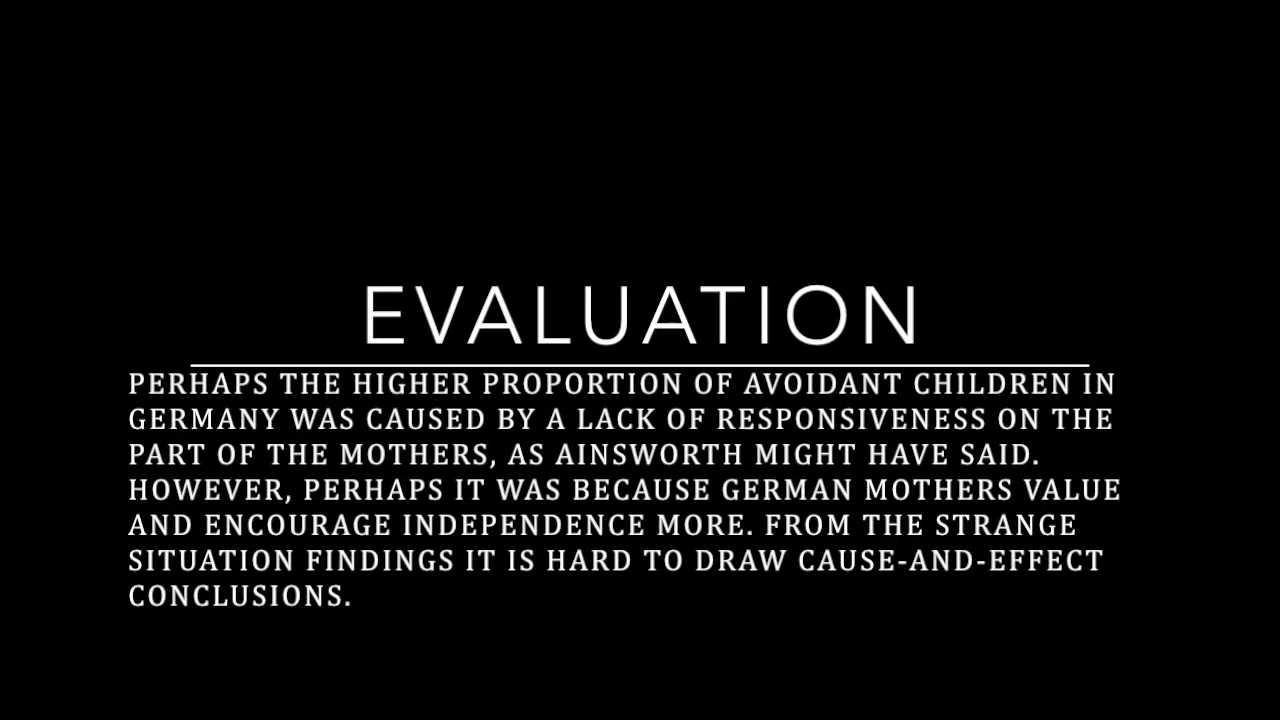 EVALUATION
PERHAPS THE HIGHER PROPORTION OF AVOIDANT CHILDREN IN
GERMANY WAS CAUSED BY A LACK OF RESPONSIVENESS ON THE
PART OF THE MOTHERS, AS AINSWORTH MIGHT HAVE SAID.
HOWEVER, PERHAPS IT WAS BECAUSE GERMAN MOTHERS VALUE
AND ENCOURAGE INDEPENDENCE MORE. FROM THE STRANGE
SITUATION FINDINGS IT IS HARD TO DRAW CAUSE-AND-EFFECT
CONCLUSIONS.